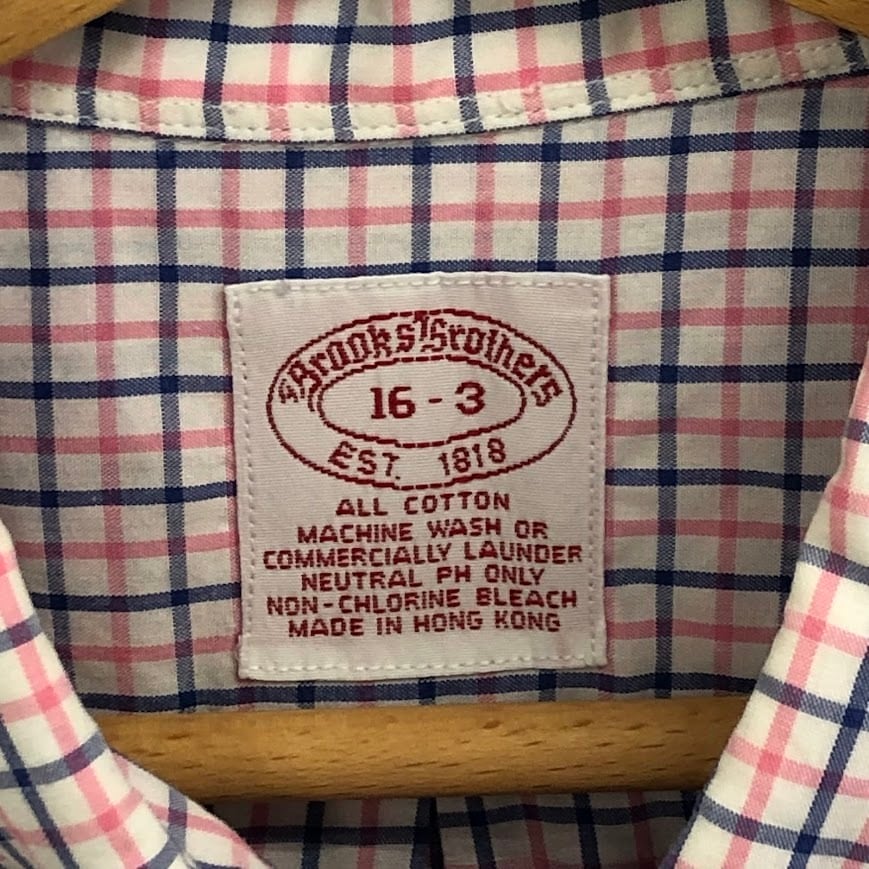 Brooks Brothers
16-3
EST. 1818
ALL COTTON
MACHINE WASH OR
COMMERCIALLY LAUNDER
NEUTRAL PH ONLY
NON-CHLORINE BLEACH
MADE IN HONG KONG